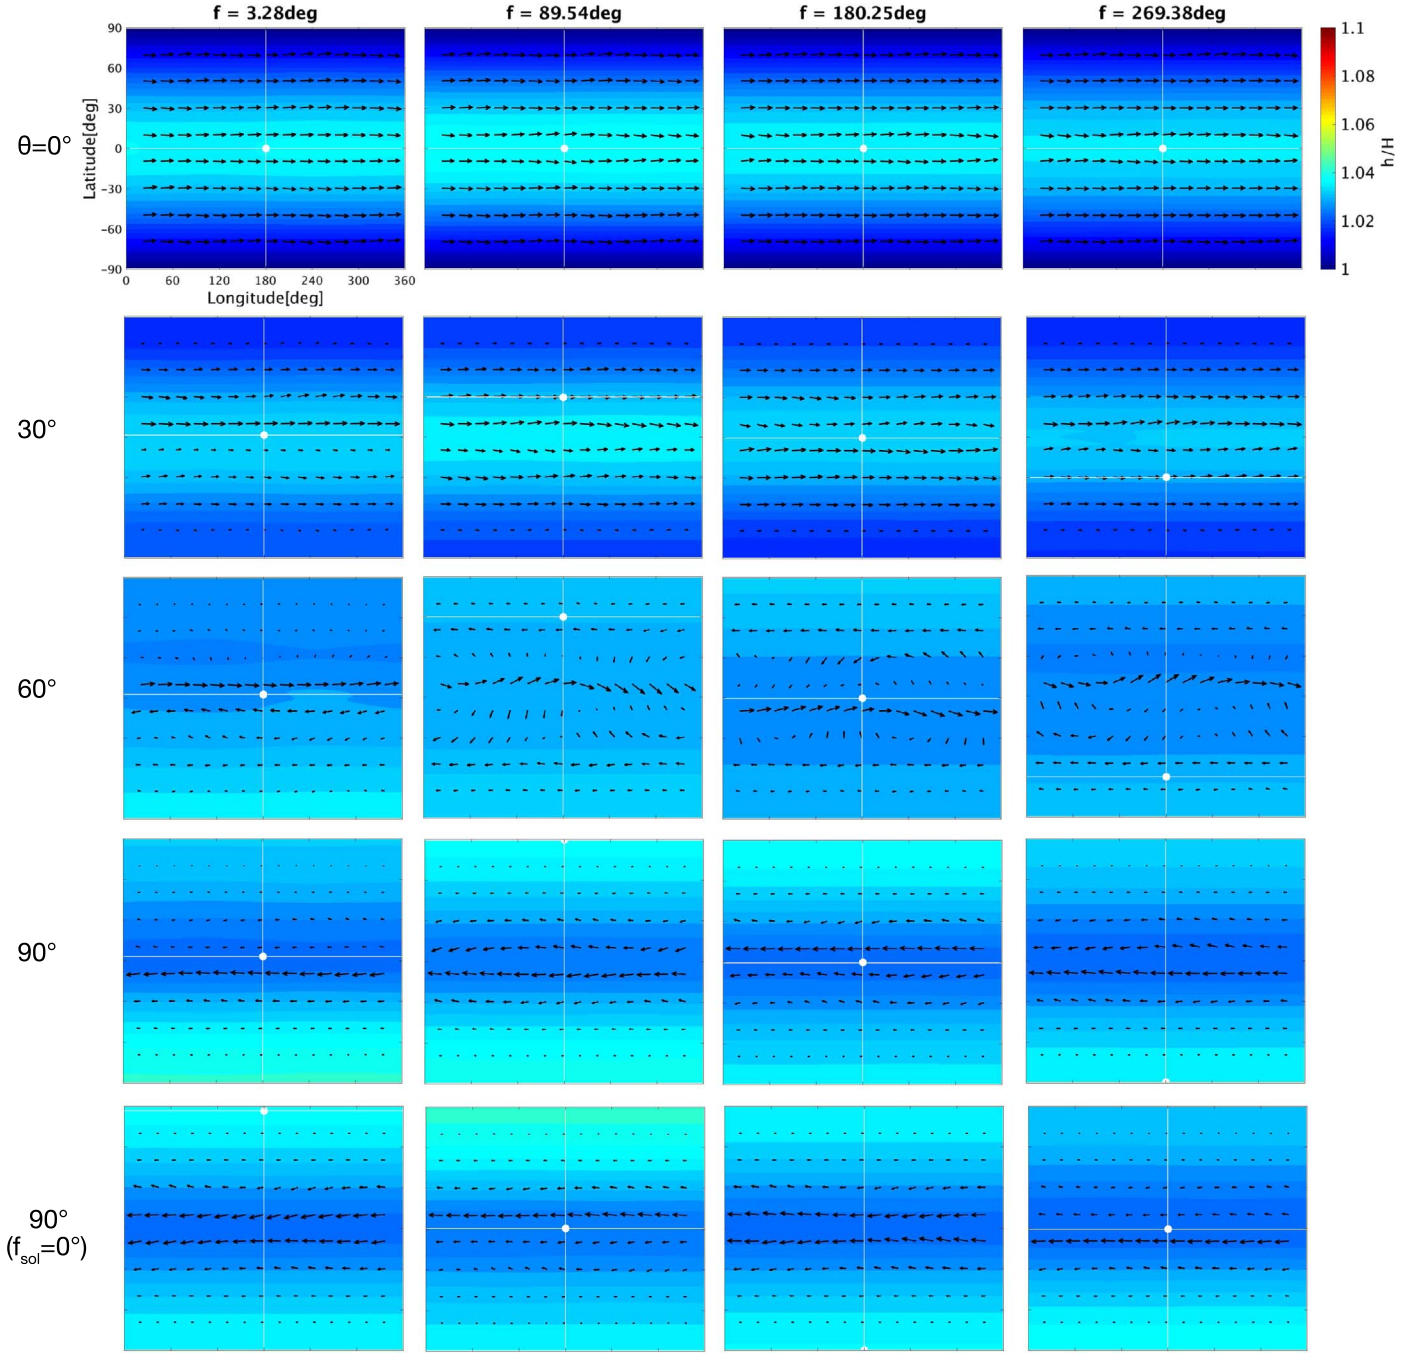 f = 3.28deg
f = 89.54deg
f = 180.25deg
f = 269.38deg
θ=0°
Latitude[deg]
90
60
30
0
−30
−60
−90
0 60 120 180 240 300 360
Longitude[deg]
1.1
1.08
1.06
1.04
1.02
1
h/H
30°
60°
90°
90°
(fsol=0°)